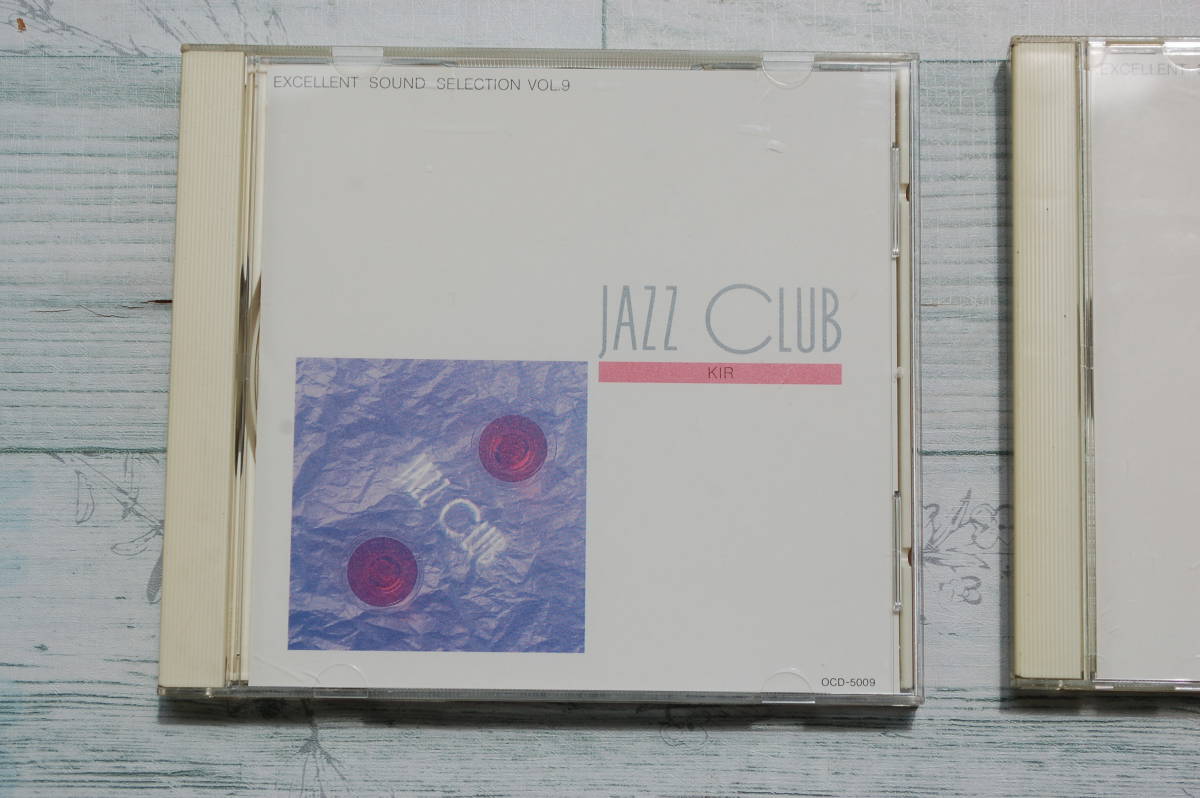 EXCELLENT SOUND SELECTION VOL.9
JAZZ CLUB
KIR
JAZZ CLUB
OCD-5009
EXCELLENT